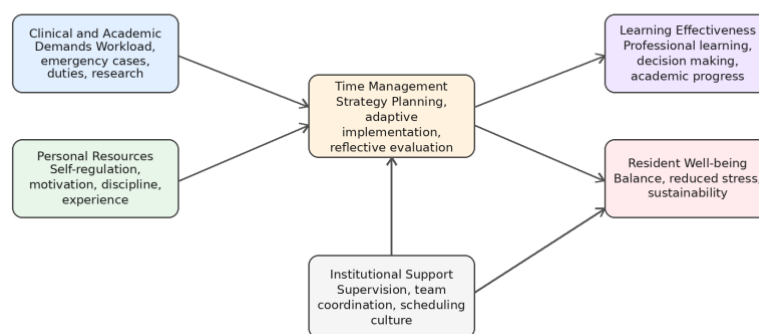 Clinical and Academic
Demands Workload,
emergency cases,
duties, research
Personal Resources
Self-regulation,
motivation, discipline,
experience
Time Management
Strategy Planning,
adaptive
implementation,
reflective evaluation
Institutional Support
Supervision, team
coordination, scheduling
culture
Learning Effectiveness
Professional learning,
decision making,
academic progress
Resident Well-being
Balance, reduced stress,
sustainability